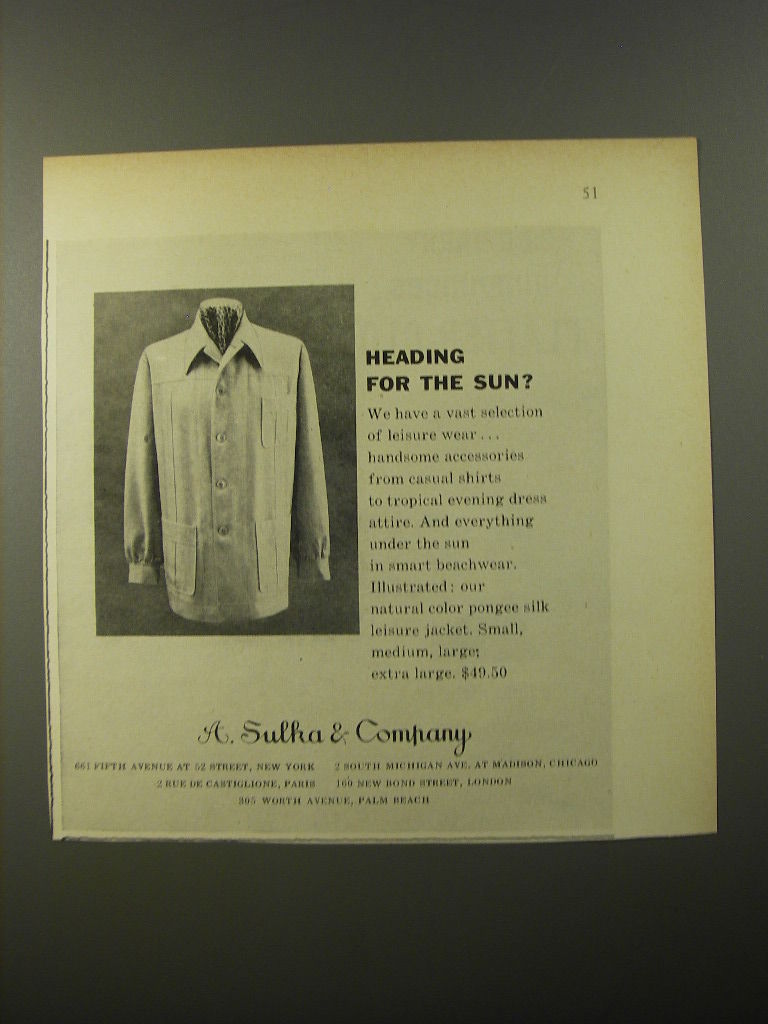 51
HEADING
FOR THE SUN?
We have a vast selection
of leisure wear...
handsome accessories
from casual shirts
to tropical evening dress
attire. And everything
under the sun
in smart beachwear.
Illustrated: our
natural color pongee silk
leisure jacket. Small,
medium, large;
extra large. $49.50
A. Sulka & Company
661 FIFTH AVENUE AT 52 STREET, NEW YORK 2 SOUTH MICHIGAN AVE. AT MADISON, CHICAGO
2 RUE DE CASTIGLIONE, PARIS 160 NEW BOND STREET, LONDON
305 WORTH AVENUE, PALM BEACH